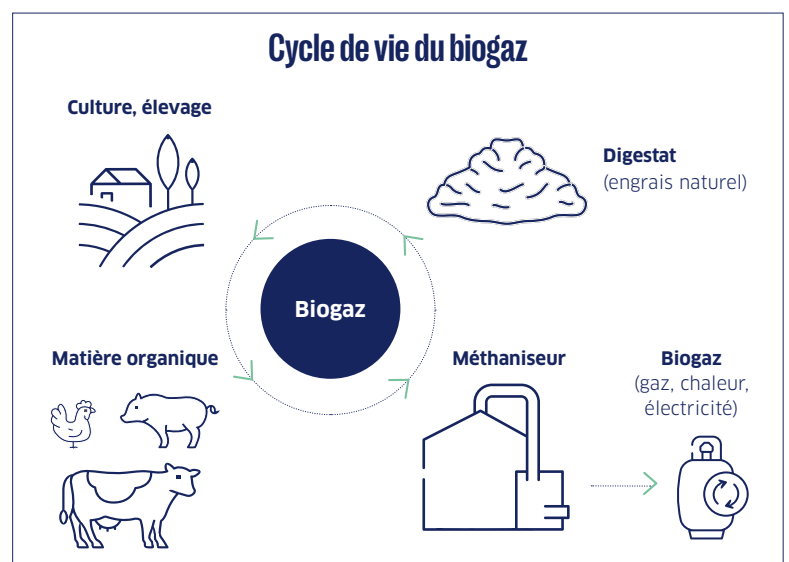 Cycle de vie du biogaz
Culture, élevage
Digestat
(engrais naturel)
Biogaz
Matière organique
Méthaniseur
Biogaz
(gaz, chaleur,
électricité)